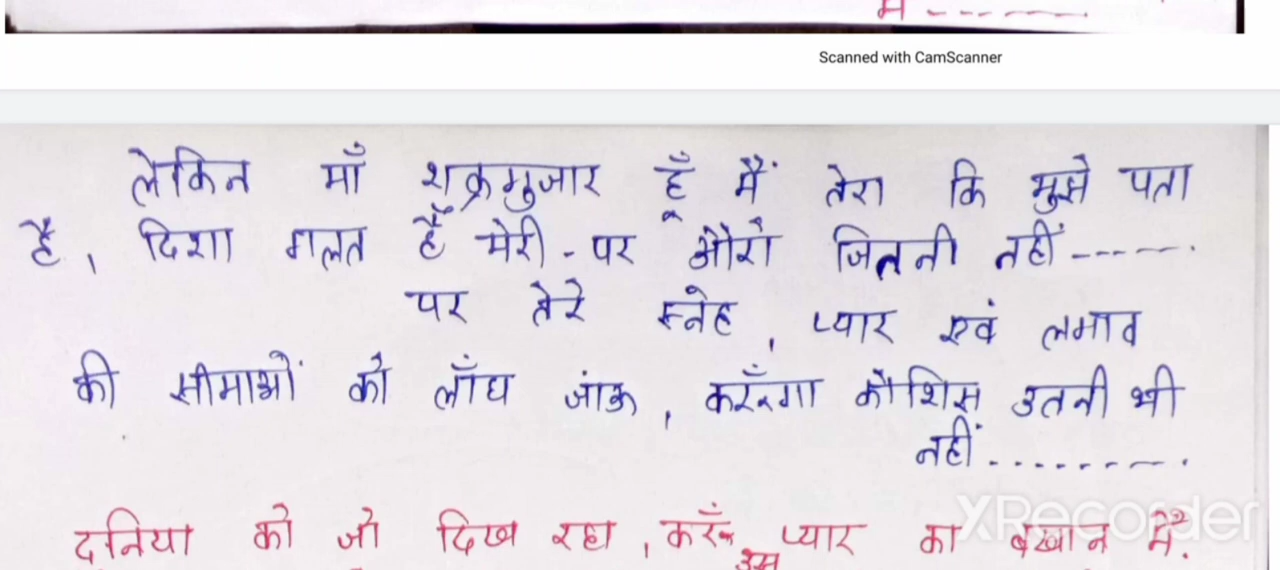 में ------
Scanned with CamScanner
लेकिन माँ शक्रगुजार हूँ मैं तेरा कि मुझे पता
है, दिशा गलत हैं मेरी - पर औरों जितनी नहीं -----.
पर तेरे स्नेह, प्यार एवं लगाव
की सीमाओं को लाँघ जांऊ, करूँगा कोशिस उतनी भी
नहीं.........
XRecorder
दुनिया को जो दिख रहा, करूँ उस प्यार का बखान मैं.